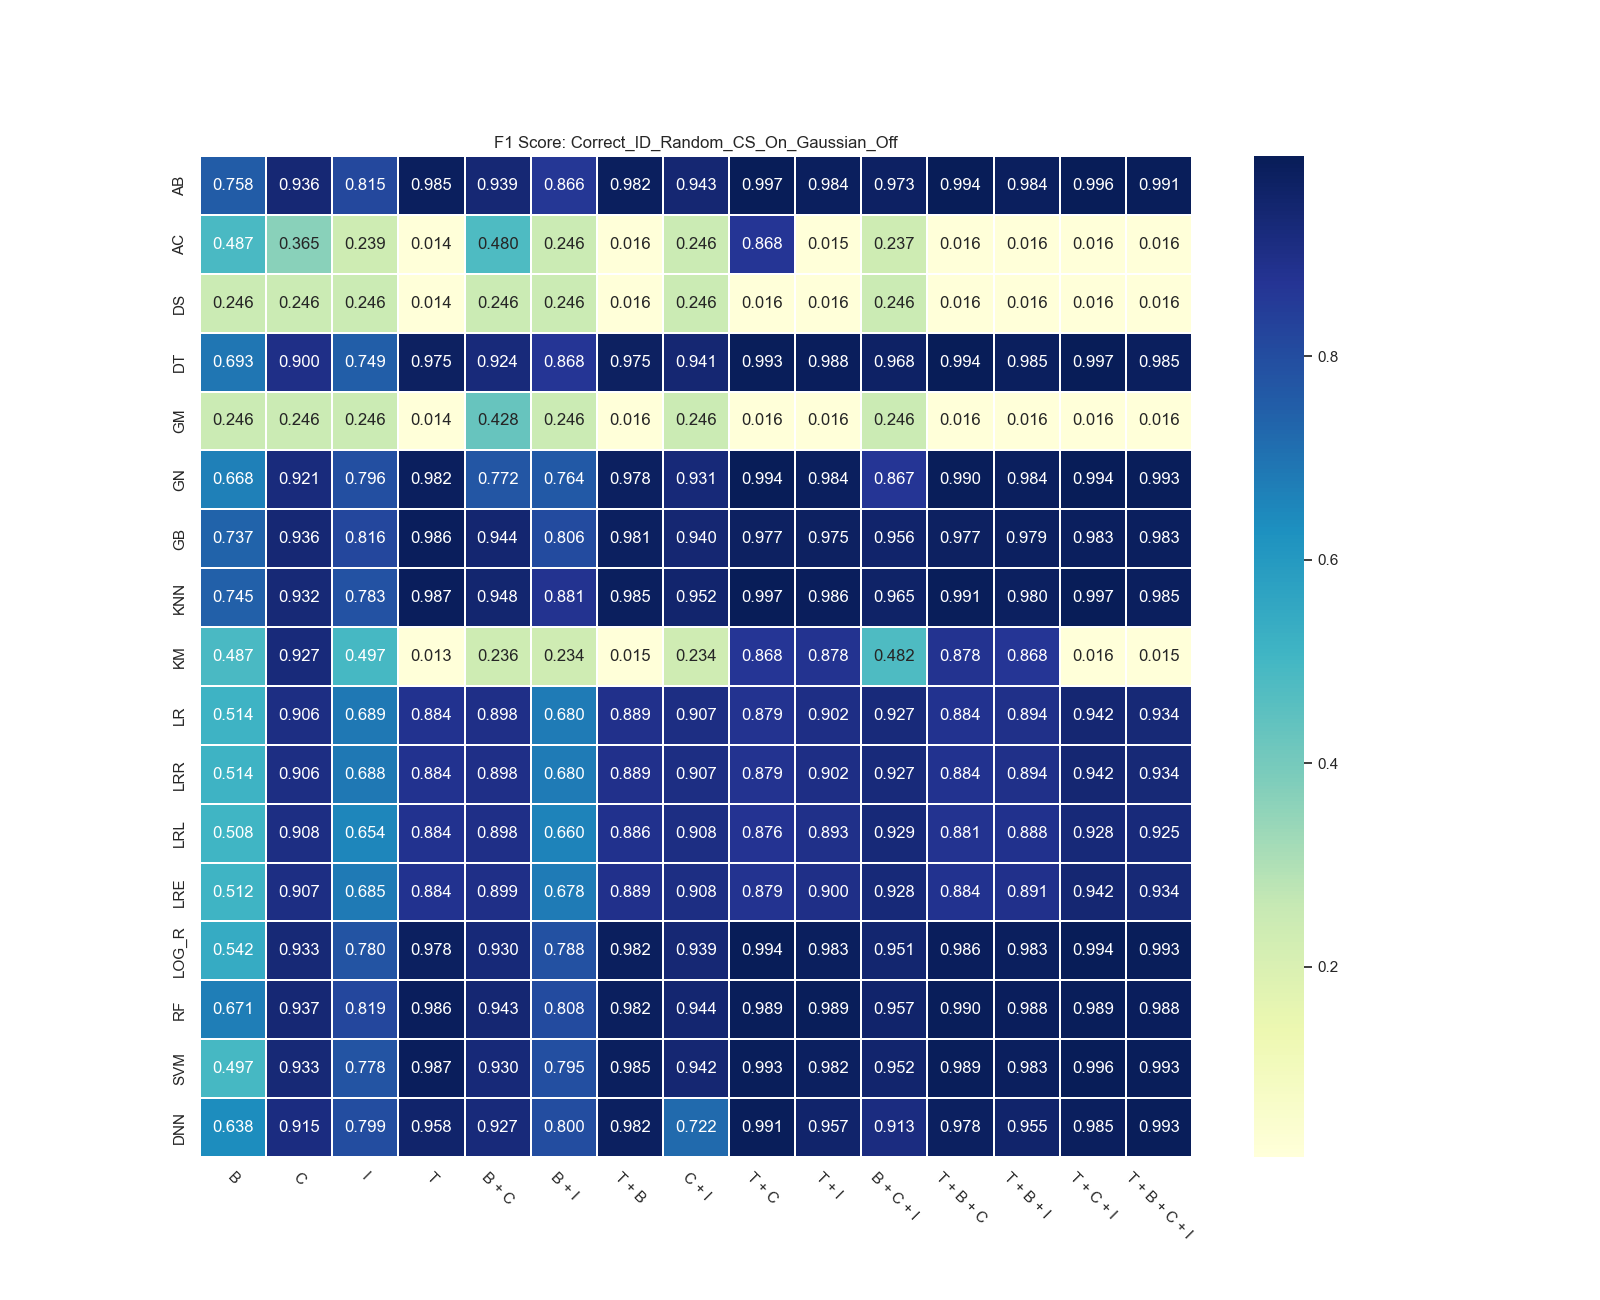 F1 Score: Correct_ID_Random_CS_On_Gaussian_Off
AB 0.758 0.936 0.815 0.985 0.939 0.866 0.982 0.943 0.997 0.984 0.973 0.994 0.984 0.996 0.991
AC 0.487 0.365 0.239 0.014 0.480 0.246 0.016 0.246 0.868 0.015 0.237 0.016 0.016 0.016 0.016
DS 0.246 0.246 0.246 0.014 0.246 0.246 0.016 0.246 0.016 0.016 0.246 0.016 0.016 0.016 0.016
DT 0.693 0.900 0.749 0.975 0.924 0.868 0.975 0.941 0.993 0.988 0.968 0.994 0.985 0.997 0.985
GM 0.246 0.246 0.246 0.014 0.428 0.246 0.016 0.246 0.016 0.016 0.246 0.016 0.016 0.016 0.016
GN 0.668 0.921 0.796 0.982 0.772 0.764 0.978 0.931 0.994 0.984 0.867 0.990 0.984 0.994 0.993
GB 0.737 0.936 0.816 0.986 0.944 0.806 0.981 0.940 0.977 0.975 0.956 0.977 0.979 0.983 0.983
KNN 0.745 0.932 0.783 0.987 0.948 0.881 0.985 0.952 0.997 0.986 0.965 0.991 0.980 0.997 0.985
KM 0.487 0.927 0.497 0.013 0.236 0.234 0.015 0.234 0.868 0.878 0.482 0.878 0.868 0.016 0.015
LR 0.514 0.906 0.689 0.884 0.898 0.680 0.889 0.907 0.879 0.902 0.927 0.884 0.894 0.942 0.934
LRR 0.514 0.906 0.688 0.884 0.898 0.680 0.889 0.907 0.879 0.902 0.927 0.884 0.894 0.942 0.934
LRL 0.508 0.908 0.654 0.884 0.898 0.660 0.886 0.908 0.876 0.893 0.929 0.881 0.888 0.928 0.925
LRE 0.512 0.907 0.685 0.884 0.899 0.678 0.889 0.908 0.879 0.900 0.928 0.884 0.891 0.942 0.934
LOG_R 0.542 0.933 0.780 0.978 0.930 0.788 0.982 0.939 0.994 0.983 0.951 0.986 0.983 0.994 0.993
RF 0.671 0.937 0.819 0.986 0.943 0.808 0.982 0.944 0.989 0.989 0.957 0.990 0.988 0.989 0.988
SVM 0.497 0.933 0.778 0.987 0.930 0.795 0.985 0.942 0.993 0.982 0.952 0.989 0.983 0.996 0.993
DNN 0.638 0.915 0.799 0.958 0.927 0.800 0.982 0.722 0.991 0.957 0.913 0.978 0.955 0.985 0.993
B C I T B + C B + I T + B C + I T + C T + I B + C + I T + B + C T + B + I T + C + I T + B + C + I
0.8
0.6
0.4
0.2